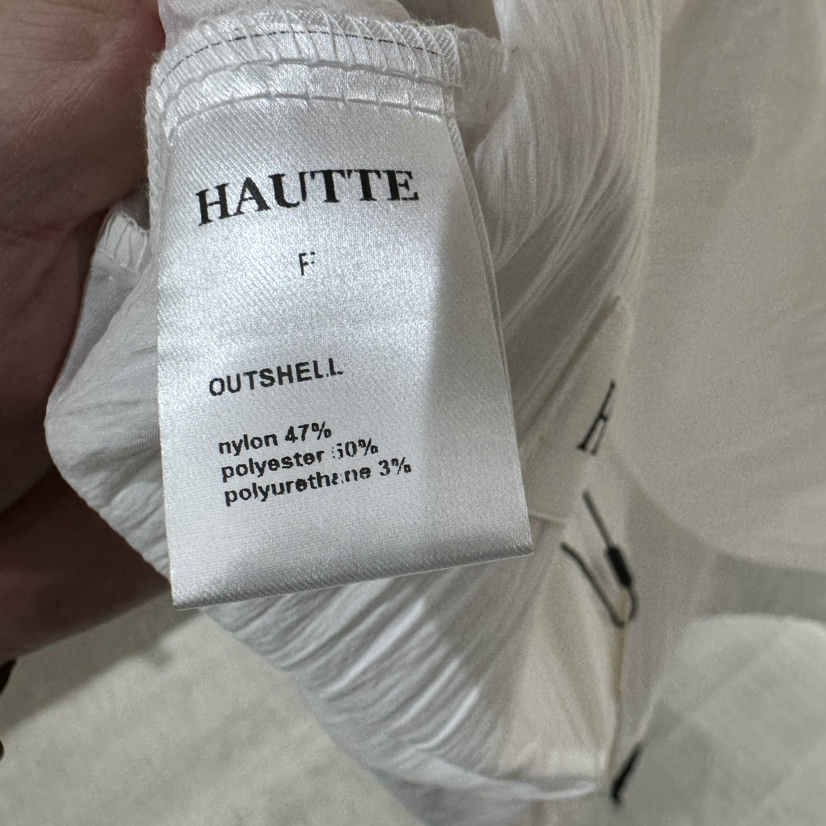 HAUTTE
F
OUTSHELL
nylon 47%
polyester 50%
polyurethane 3%